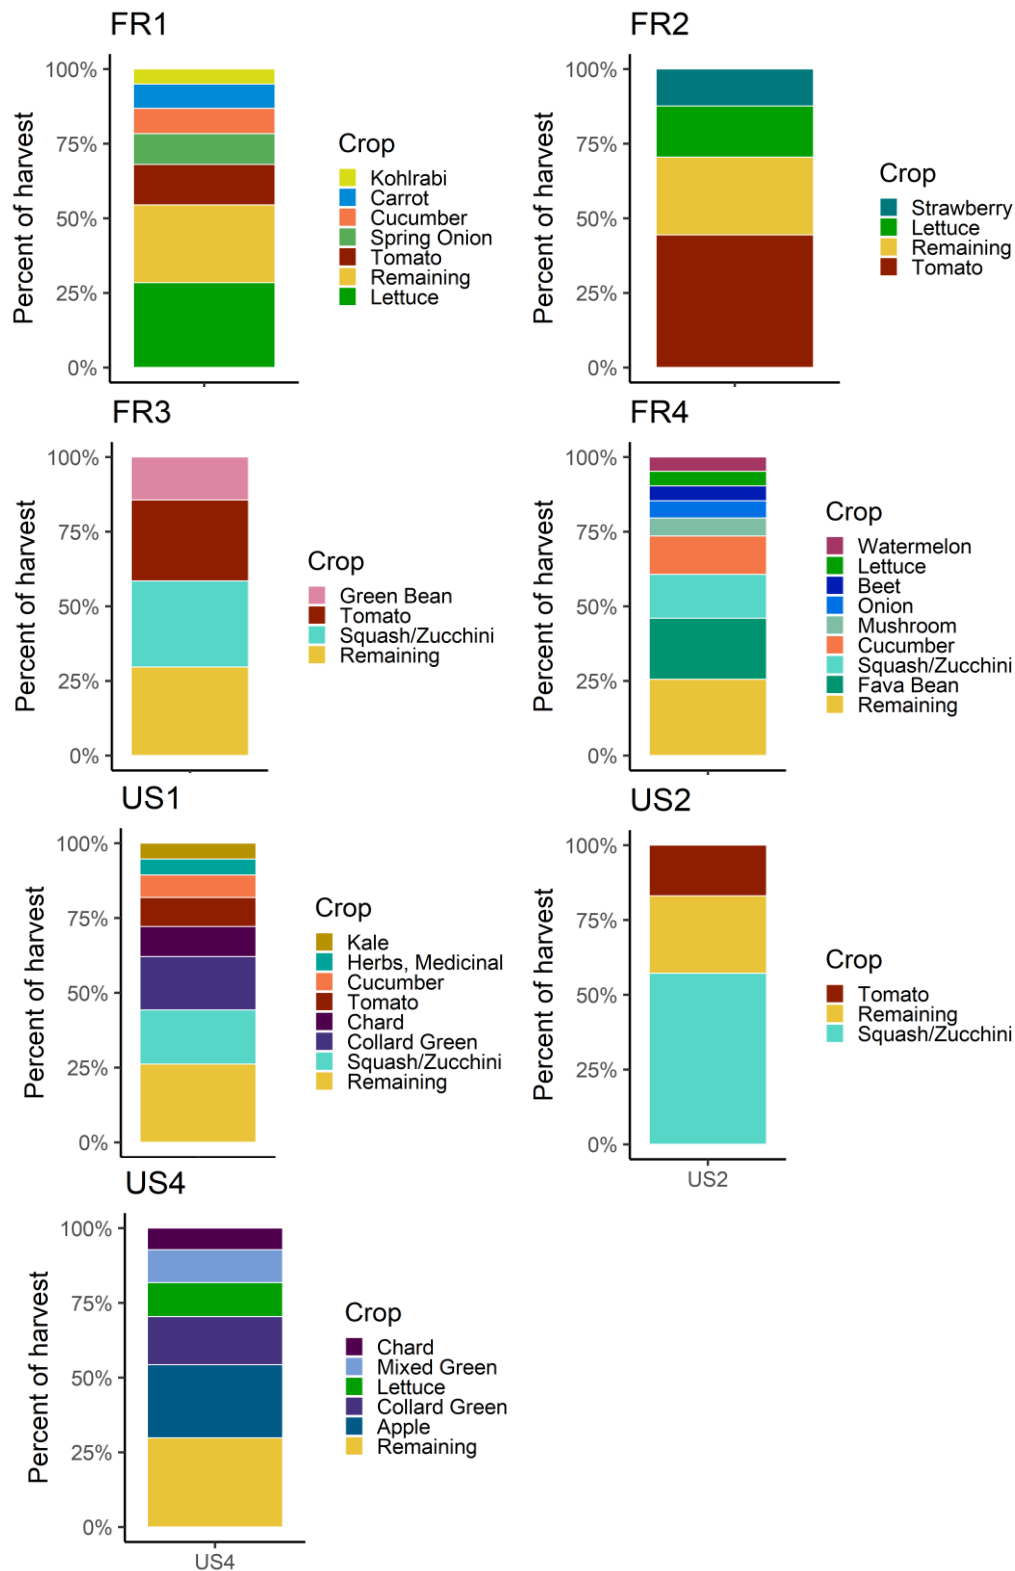 FR1
100%
75%
50%
25%
0%
Percent of harvest
Crop
Kohlrabi
Carrot
Cucumber
Spring Onion
Tomato
Remaining
Lettuce
FR2
100%
75%
50%
25%
0%
Percent of harvest
Crop
Strawberry
Lettuce
Remaining
Tomato
FR3
100%
75%
50%
25%
0%
Percent of harvest
Crop
Green Bean
Tomato
Squash/Zucchini
Remaining
FR4
100%
75%
50%
25%
0%
Percent of harvest
Crop
Watermelon
Lettuce
Beet
Onion
Mushroom
Cucumber
Squash/Zucchini
Fava Bean
Remaining
US1
100%
75%
50%
25%
0%
Percent of harvest
Crop
Kale
Herbs, Medicinal
Cucumber
Tomato
Chard
Collard Green
Squash/Zucchini
Remaining
US2
100%
75%
50%
25%
0%
Percent of harvest
US2
Crop
Tomato
Remaining
Squash/Zucchini
US4
100%
75%
50%
25%
0%
Percent of harvest
US4
Crop
Chard
Mixed Green
Lettuce
Collard Green
Apple
Remaining